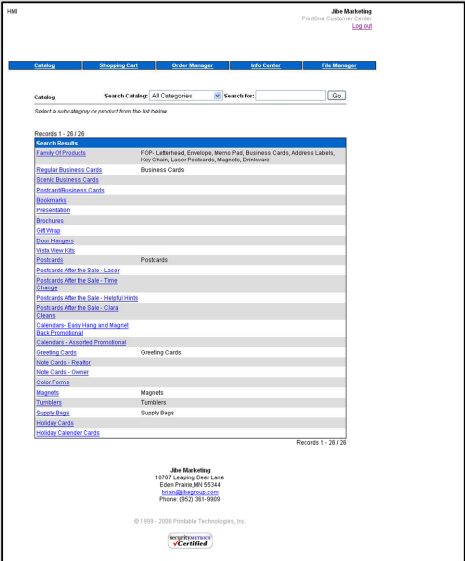 HMI
Jibe Marketing
PrintOne Customer Center
Log out
Catalog Shopping Cart Order Manager Info Center File Manager
Catalog Search Catalog: All Categories Search for: Go
Select a subcategory or product from the list below
Records 1 - 26 / 26
Search Results
Family Of Products FOP- Letterhead, Envelope, Memo Pad, Business Cards, Address Labels,
Key Chain, Laser Postcards, Magnets, Drinkware
Regular Business Cards Business Cards
Scenic Business Cards
Postcard/Business Cards
Bookmarks
Presentation
Brochures
Gift Wrap
Door Hangers
Vista View Kits
Postcards Postcards
Postcards After the Sale - Laser
Postcards After the Sale - Time
Change
Postcards After the Sale - Helpful Hints
Postcards After the Sale - Clara
Cleans
Calendars- Easy Hang and Magnet
Back Promotional
Calendars - Assorted Promotional
Greeting Cards Greeting Cards
Note Cards - Realtor
Note Cards - Owner
Color Forms
Magnets Magnets
Tumblers Tumblers
Supply Bags Supply Bags
Holiday Cards
Holiday Calender Cards
Records 1 - 26 / 26
Jibe Marketing
10707 Leaping Deer Lane
Eden Prairie,MN 55344
brian@jibegroup.com
Phone: (952) 361-9909
© 1999 - 2006 Printable Technologies, Inc.
SecurityMetrics
Certified